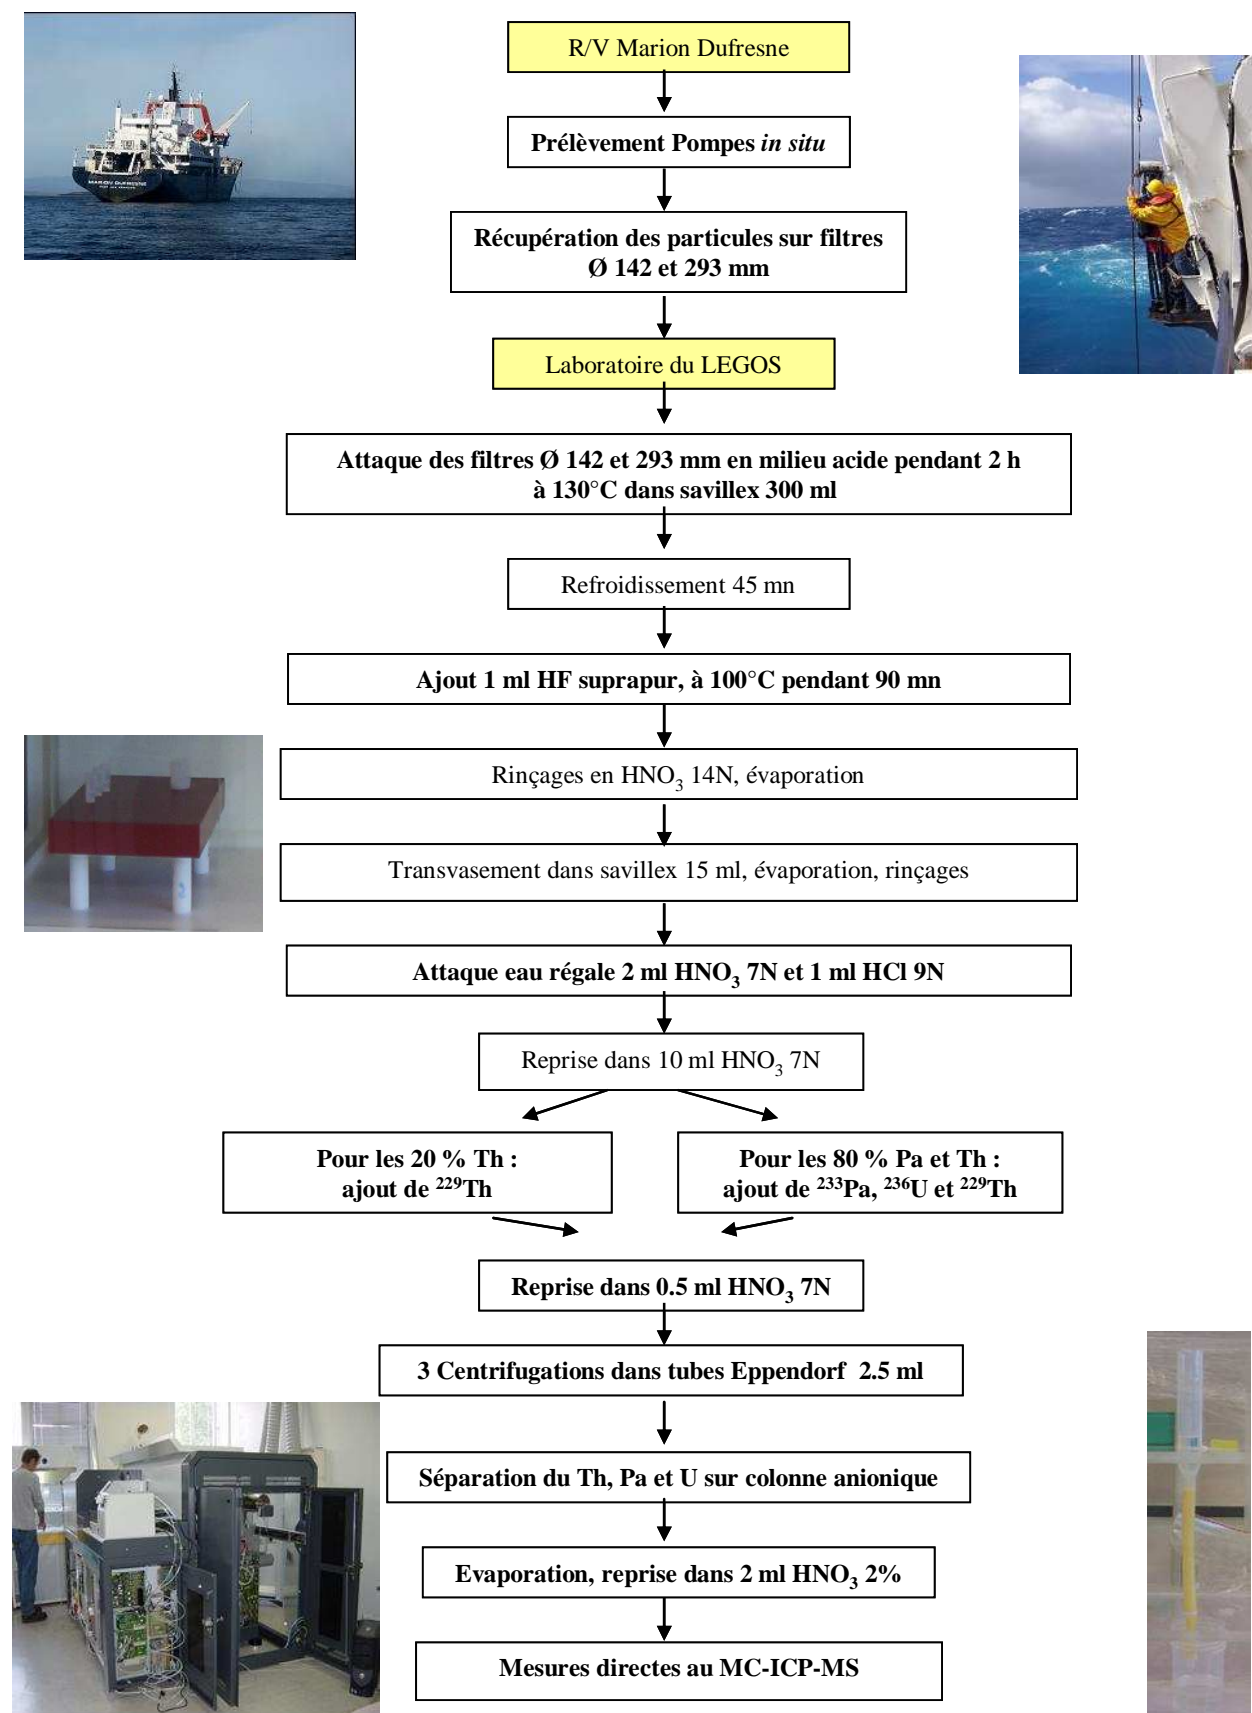 R/V Marion Dufresne
MARION DUFRESNE
Prélèvement Pompes in situ
Récupération des particules sur filtres
Ø 142 et 293 mm
Laboratoire du LEGOS
Attaque des filtres Ø 142 et 293 mm en milieu acide pendant 2 h
à 130°C dans savillex 300 ml
Refroidissement 45 mn
Ajout 1 ml HF suprapur, à 100°C pendant 90 mn
Rinçages en HNO₃ 14N, évaporation
Transvasement dans savillex 15 ml, évaporation, rinçages
Attaque eau régale 2 ml HNO₃ 7N et 1 ml HCl 9N
Reprise dans 10 ml HNO₃ 7N
Pour les 20 % Th :
ajout de ²²⁹Th
Pour les 80 % Pa et Th :
ajout de ²³³Pa, ²³⁶U et ²²⁹Th
Reprise dans 0.5 ml HNO₃ 7N
3 Centrifugations dans tubes Eppendorf 2.5 ml
Séparation du Th, Pa et U sur colonne anionique
Evaporation, reprise dans 2 ml HNO₃ 2%
Mesures directes au MC-ICP-MS